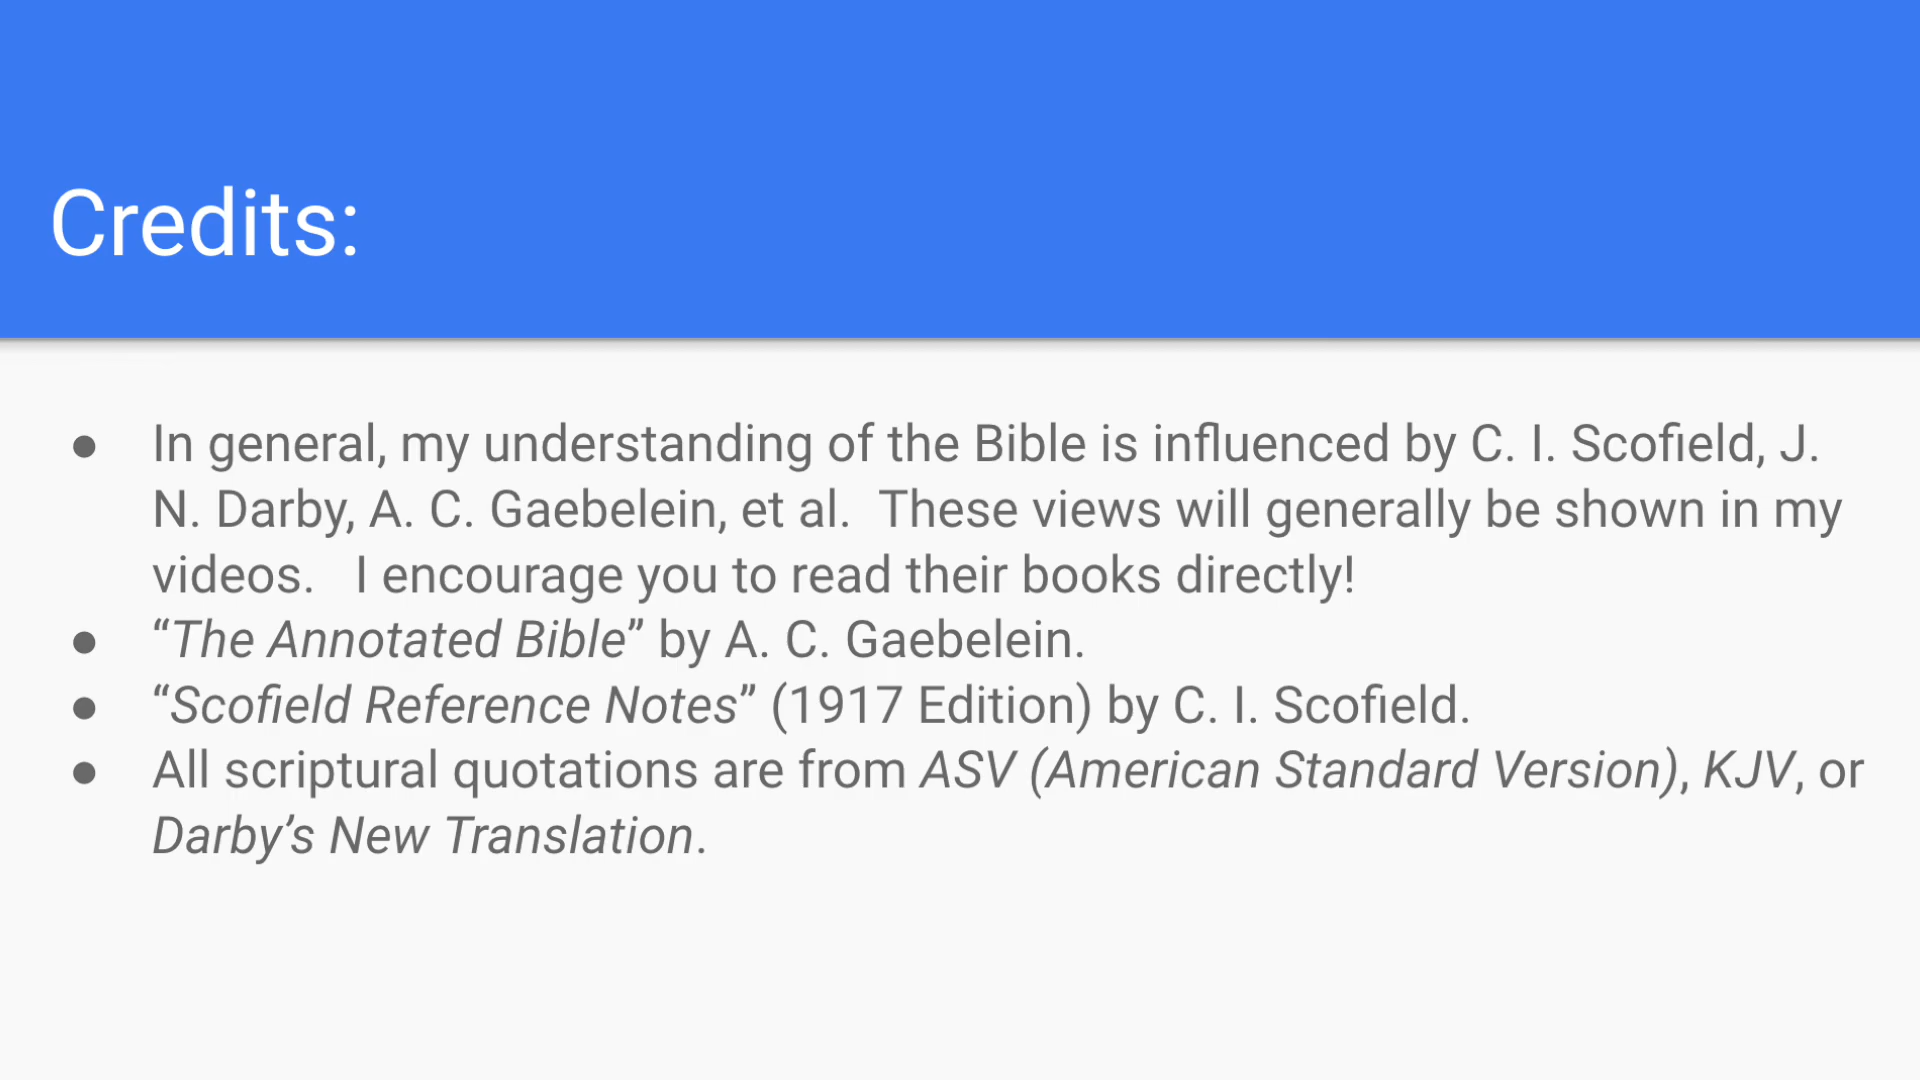 Credits:
● In general, my understanding of the Bible is influenced by C. I. Scofield, J.
N. Darby, A. C. Gaebelein, et al.  These views will generally be shown in my
videos.   I encourage you to read their books directly!
● “The Annotated Bible” by A. C. Gaebelein.
● “Scofield Reference Notes” (1917 Edition) by C. I. Scofield.
● All scriptural quotations are from ASV (American Standard Version), KJV, or
Darby’s New Translation.